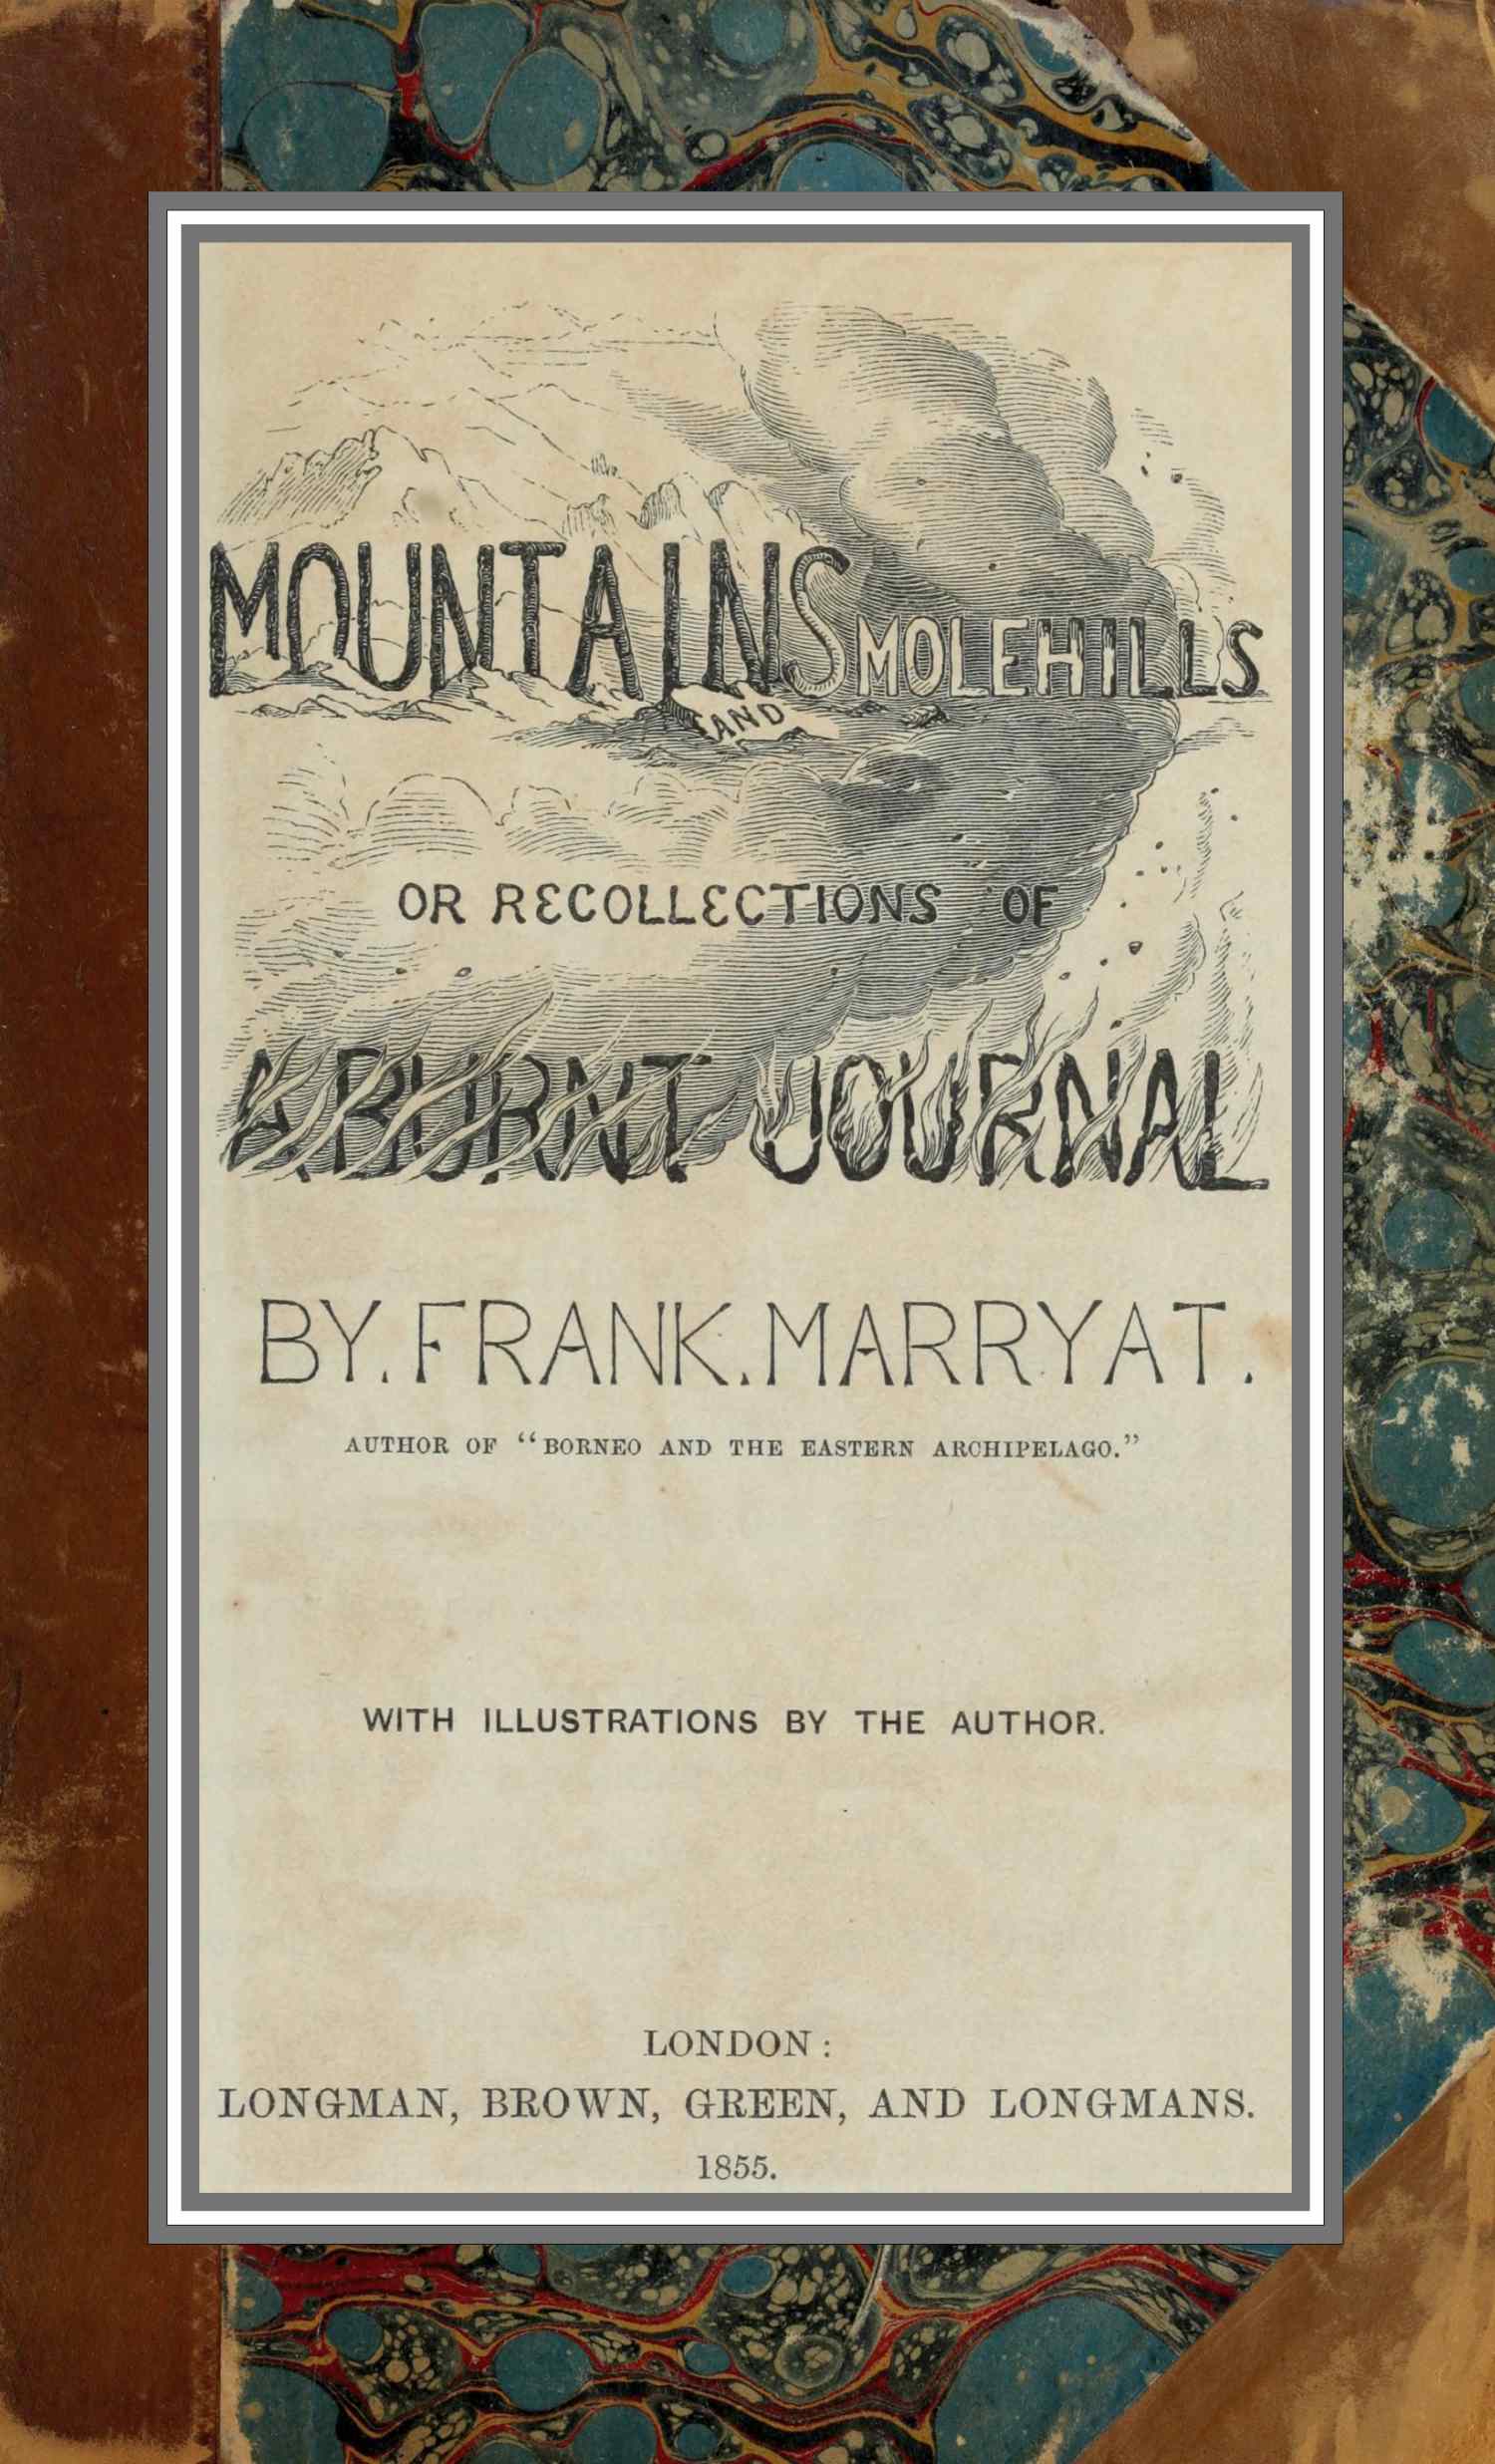 MOUNTAINS MOLEHILLS
AND
OR RECOLLECTIONS OF
A BURNT JOURNAL
BY. FRANK. MARRYAT.
AUTHOR OF “BORNEO AND THE EASTERN ARCHIPELAGO.”
WITH ILLUSTRATIONS BY THE AUTHOR.
LONDON:
LONGMAN, BROWN, GREEN, AND LONGMANS.
1855.